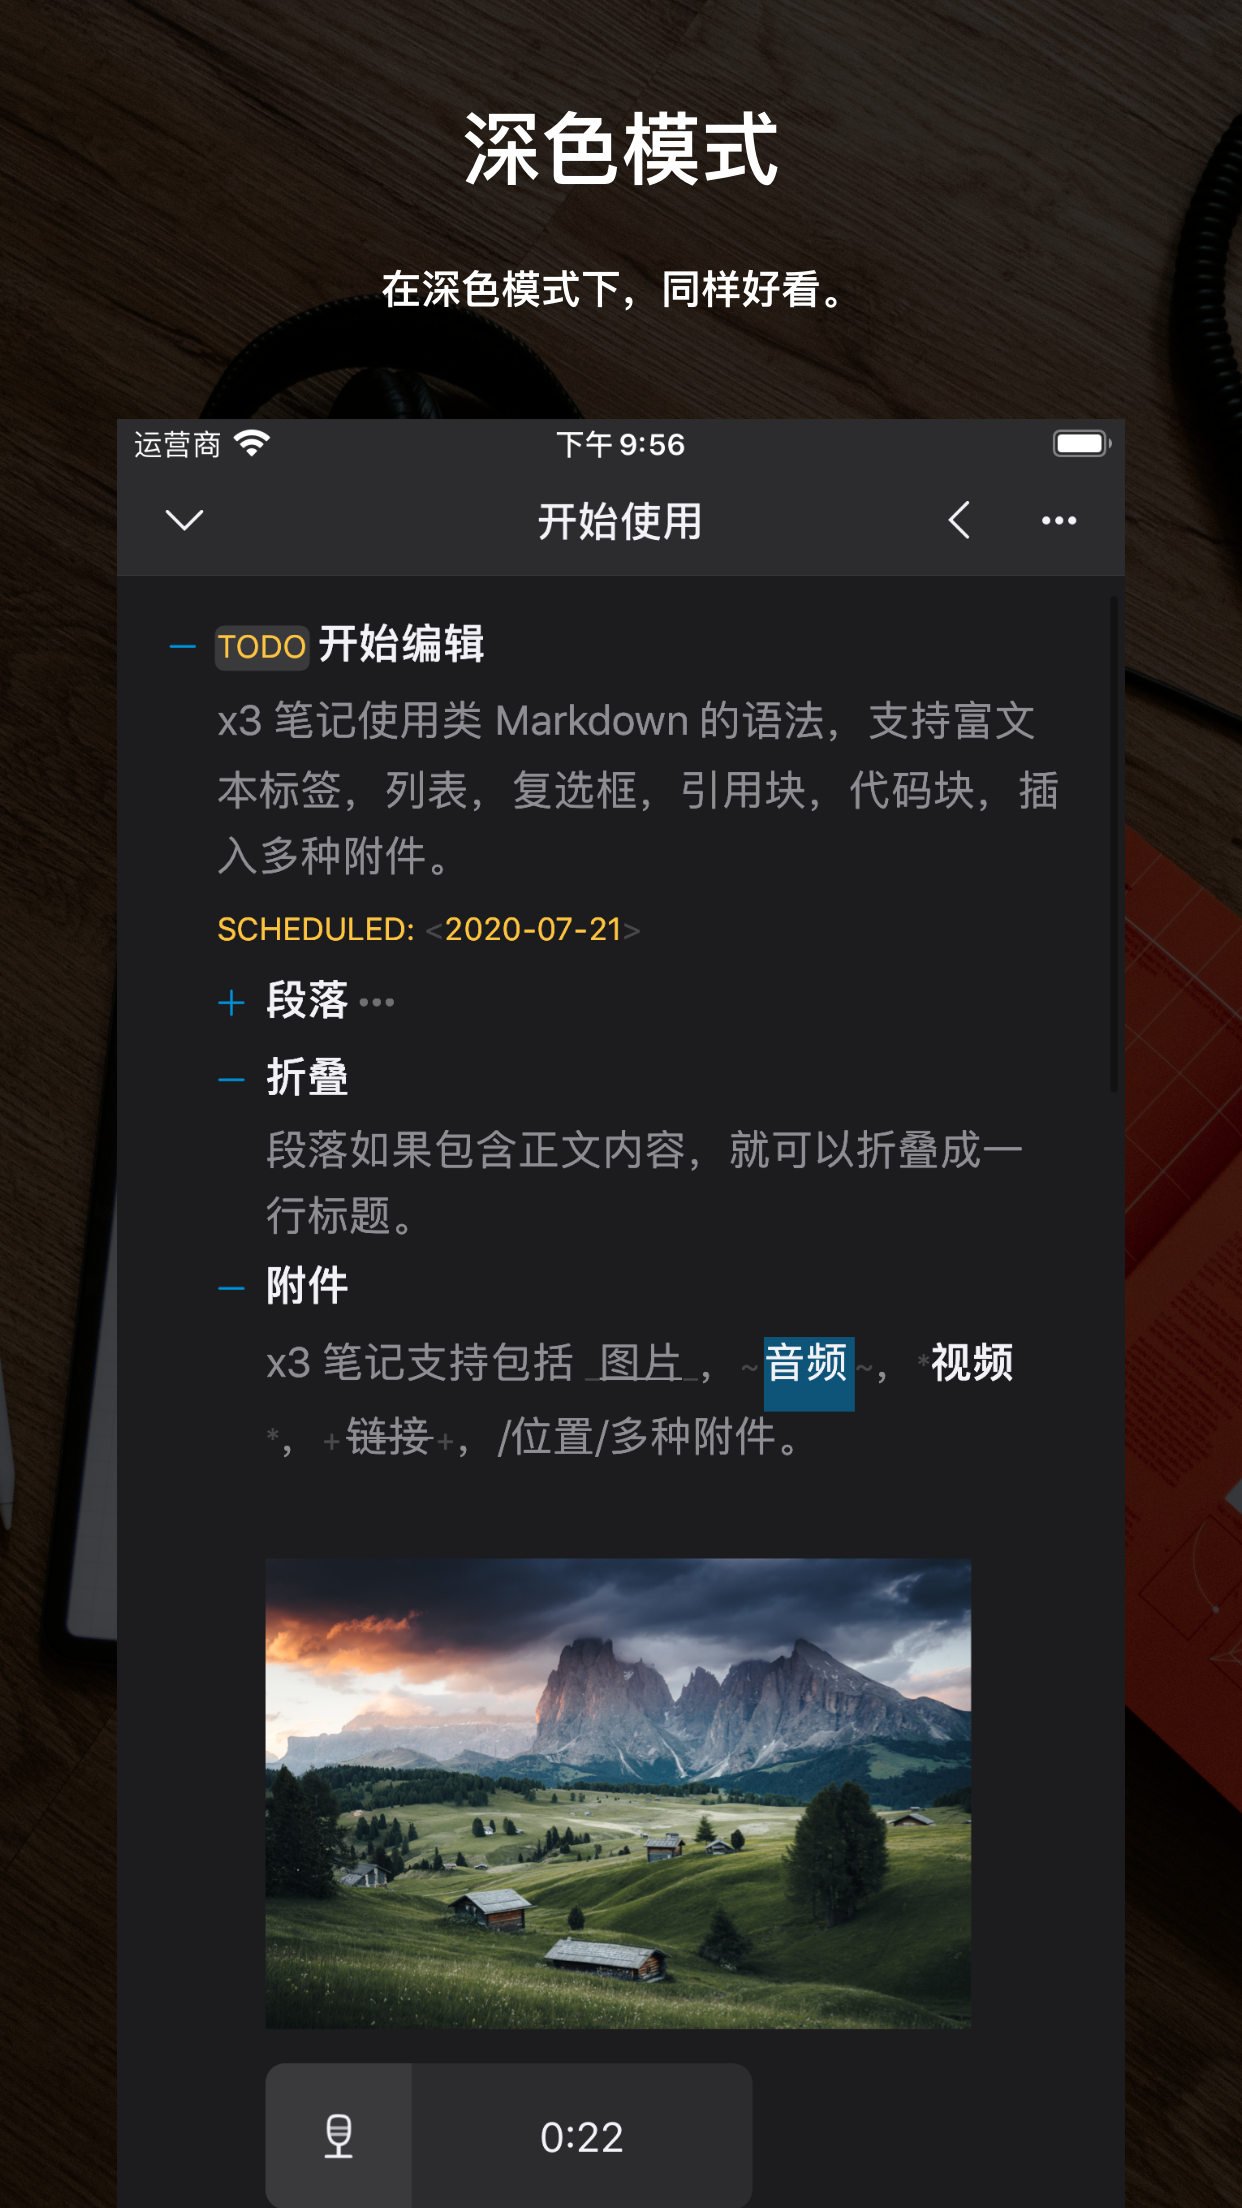 深色模式
在深色模式下，同样好看。
运营商 下午 9:56
开始使用
TODO 开始编辑
x3 笔记使用类 Markdown 的语法，支持富文
本标签，列表，复选框，引用块，代码块，插
入多种附件。
SCHEDULED: <2020-07-21>
段落 •••
折叠
段落如果包含正文内容，就可以折叠成一
行标题。
附件
x3 笔记支持包括 _图片_，~音频~，*视频
*，+链接+，/位置/多种附件。
0:22